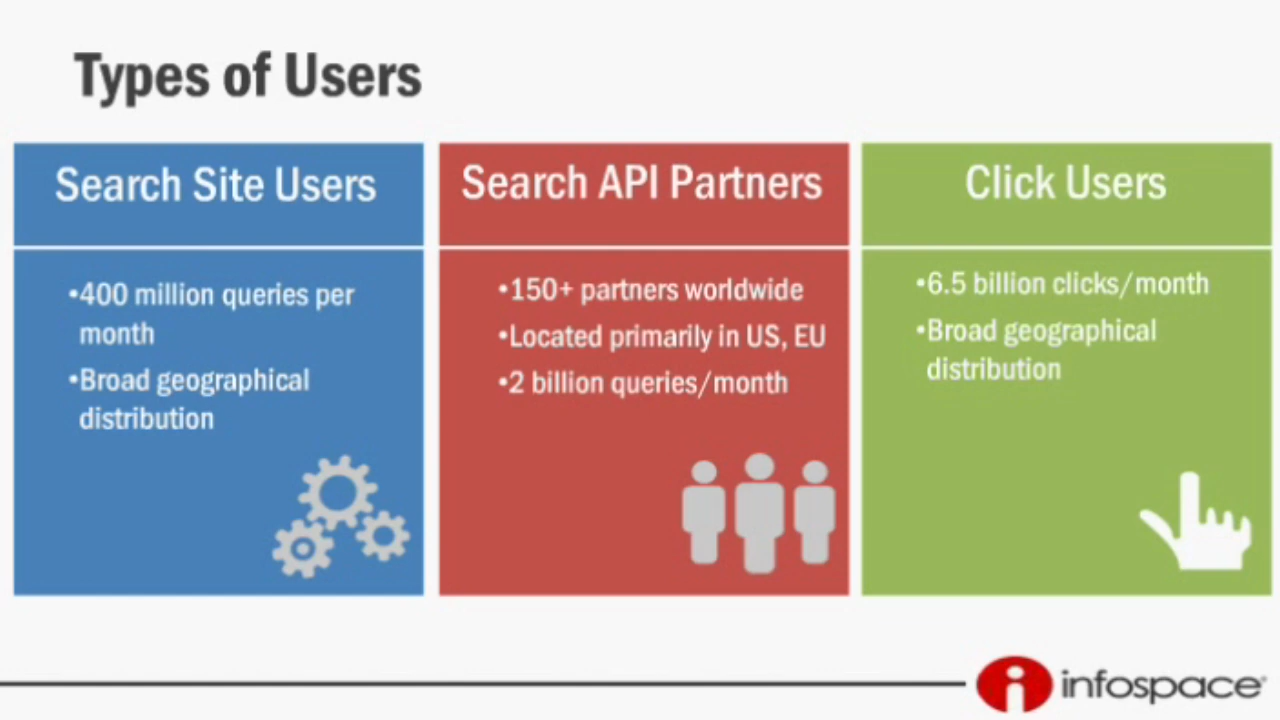 Types of Users
Search Site Users
•400 million queries per
month
•Broad geographical
distribution
Search API Partners
•150+ partners worldwide
•Located primarily in US, EU
•2 billion queries/month
Click Users
•6.5 billion clicks/month
•Broad geographical
distribution
infospace